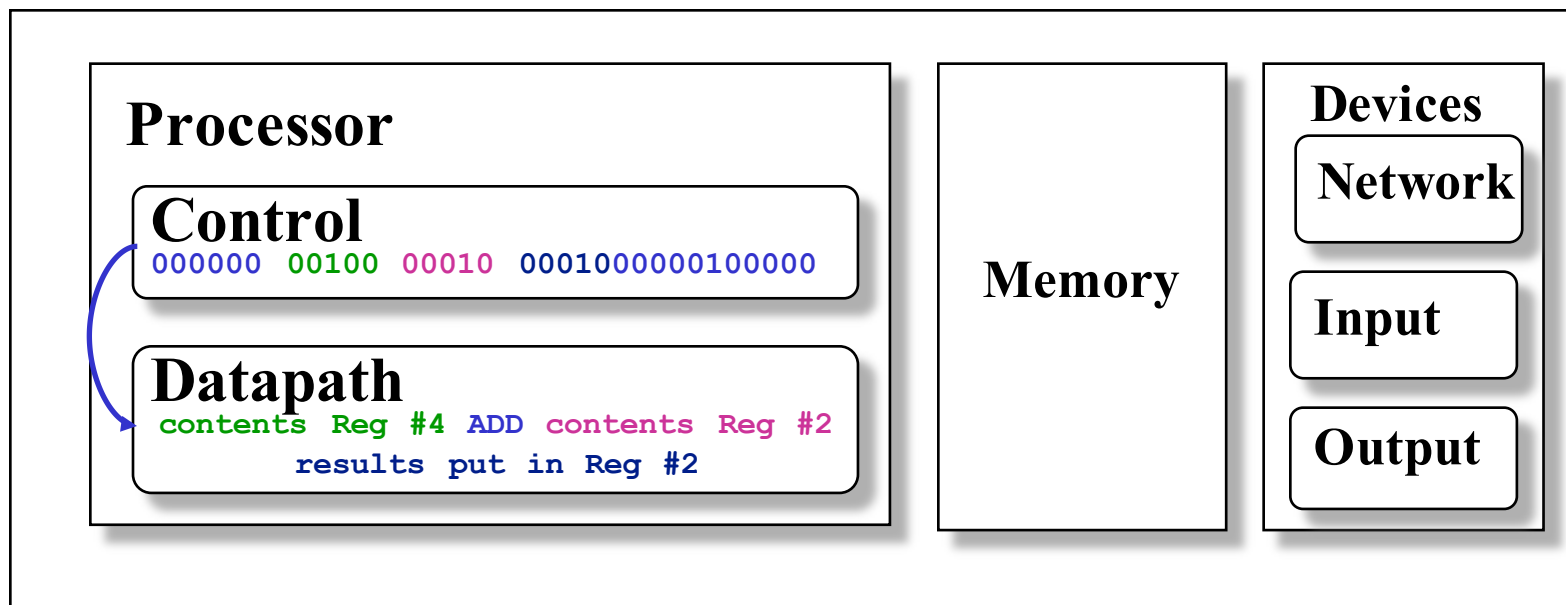 Processor
Control
000000 00100 00010 0001000000100000
Datapath
contents Reg #4 ADD contents Reg #2
results put in Reg #2
Memory
Devices
Network
Input
Output